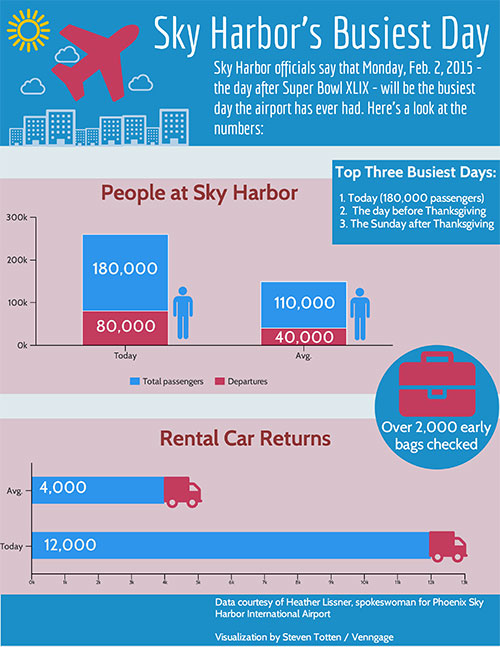 Sky Harbor's Busiest Day
Sky Harbor officials say that Monday, Feb. 2, 2015 -
the day after Super Bowl XLIX - will be the busiest
day the airport has ever had. Here's a look at the
numbers:
Top Three Busiest Days:
1. Today (180,000 passengers)
2. The day before Thanksgiving
3. The Sunday after Thanksgiving
People at Sky Harbor
300k
200k
100k
0k
180,000
80,000
110,000
40,000
Today
Avg.
Total passengers
Departures
Over 2,000 early
bags checked
Rental Car Returns
Avg.
4,000
Today
12,000
0k 1k 2k 3k 4k 5k 6k 7k 8k 9k 10k 11k 12k 13k
Data courtesy of Heather Lissner, spokeswoman for Phoenix Sky
Harbor International Airport
Visualization by Steven Totten / Venngage